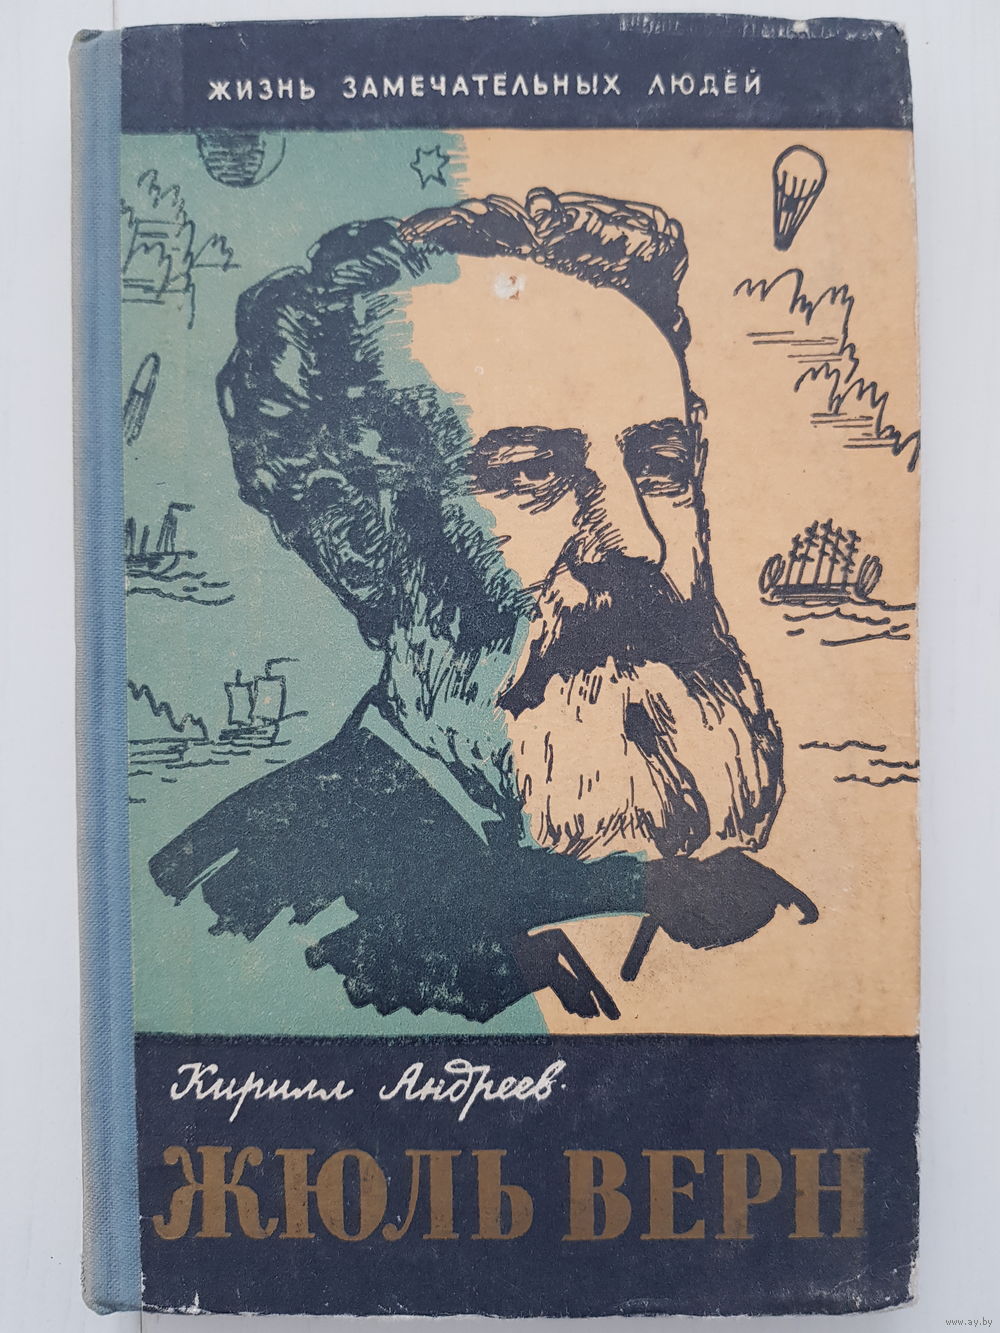 ЖИЗНЬ ЗАМЕЧАТЕЛЬНЫХ ЛЮДЕЙ
Кирилл Андреев.
ЖЮЛЬ ВЕРН
www.ay.by